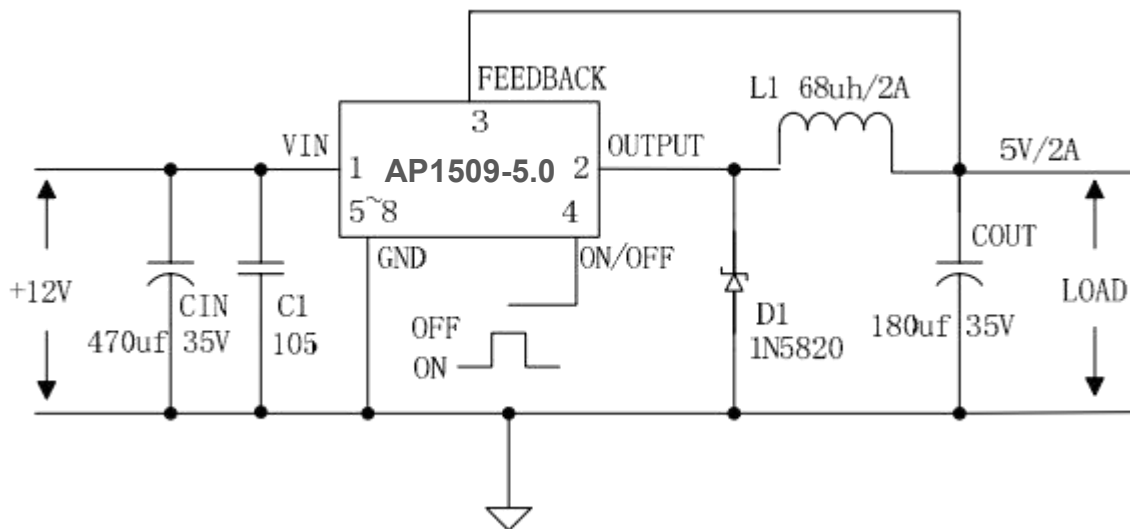 FEEDBACK
L1 68uh/2A
3
VIN
OUTPUT
5V/2A
1 AP1509-5.0 2
5~8
4
GND
ON/OFF
COUT
+12V
CIN
C1
LOAD
470uf 35V
105
OFF
D1
180uf 35V
ON
1N5820